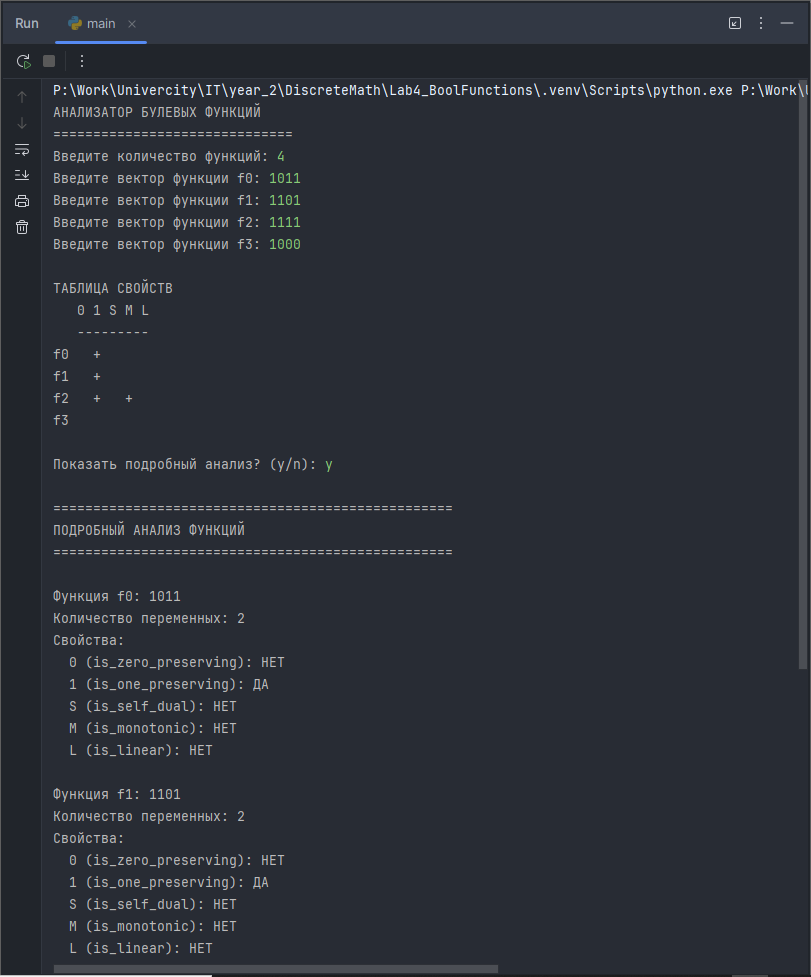 Run main
P:\Work\Univercity\IT\year_2\DiscreteMath\Lab4_BoolFunctions\.venv\Scripts\python.exe P:\Work\
АНАЛИЗАТОР БУЛЕВЫХ ФУНКЦИЙ
==============================
Введите количество функций: 4
Введите вектор функции f0: 1011
Введите вектор функции f1: 1101
Введите вектор функции f2: 1111
Введите вектор функции f3: 1000
ТАБЛИЦА СВОЙСТВ
0 1 S M L
---------
f0 +
f1 +
f2 + +
f3
Показать подробный анализ? (y/n): y
==================================================
ПОДРОБНЫЙ АНАЛИЗ ФУНКЦИЙ
==================================================
Функция f0: 1011
Количество переменных: 2
Свойства:
0 (is_zero_preserving): НЕТ
1 (is_one_preserving): ДА
S (is_self_dual): НЕТ
M (is_monotonic): НЕТ
L (is_linear): НЕТ
Функция f1: 1101
Количество переменных: 2
Свойства:
0 (is_zero_preserving): НЕТ
1 (is_one_preserving): ДА
S (is_self_dual): НЕТ
M (is_monotonic): НЕТ
L (is_linear): НЕТ